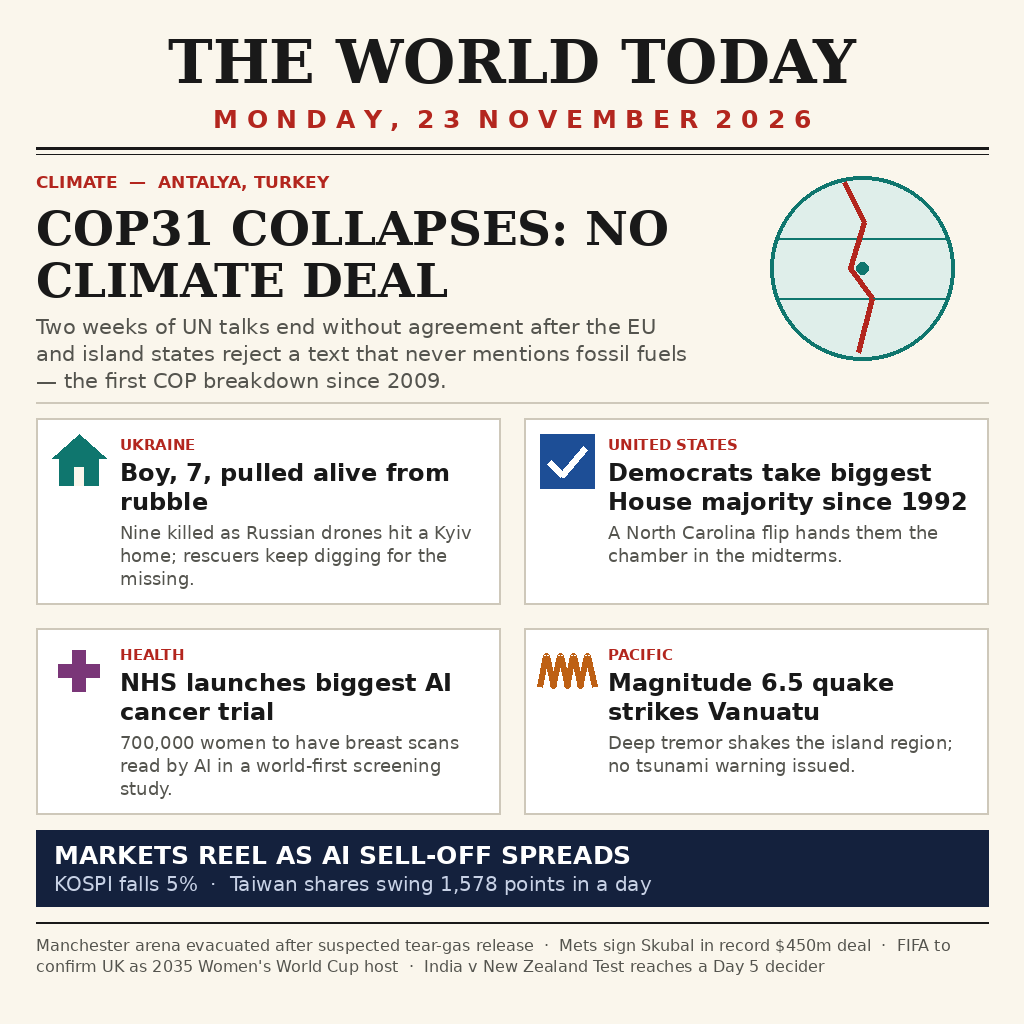 THE WORLD TODAY
MONDAY, 23 NOVEMBER 2026
CLIMATE — ANTALYA, TURKEY
COP31 COLLAPSES: NO
CLIMATE DEAL
Two weeks of UN talks end without agreement after the EU
and island states reject a text that never mentions fossil fuels
— the first COP breakdown since 2009.
UKRAINE
Boy, 7, pulled alive from
rubble
Nine killed as Russian drones hit a Kyiv
home; rescuers keep digging for the
missing.
UNITED STATES
Democrats take biggest
House majority since 1992
A North Carolina flip hands them the
chamber in the midterms.
HEALTH
NHS launches biggest AI
cancer trial
700,000 women to have breast scans
read by AI in a world-first screening
study.
PACIFIC
Magnitude 6.5 quake
strikes Vanuatu
Deep tremor shakes the island region;
no tsunami warning issued.
MARKETS REEL AS AI SELL-OFF SPREADS
KOSPI falls 5% · Taiwan shares swing 1,578 points in a day
Manchester arena evacuated after suspected tear-gas release · Mets sign Skubal in record $450m deal · FIFA to
confirm UK as 2035 Women's World Cup host · India v New Zealand Test reaches a Day 5 decider